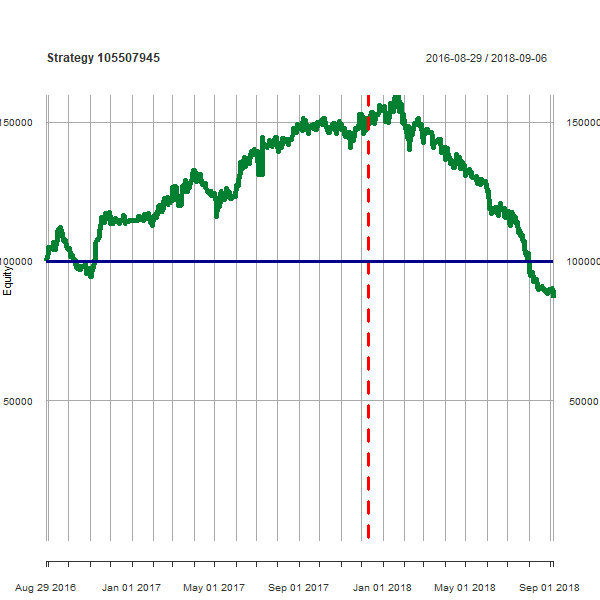 Strategy 105507945
2016-08-29 / 2018-09-06
150000
150000
100000
100000
Equity
50000
50000
Aug 29 2016
Jan 01 2017
May 01 2017
Sep 01 2017
Jan 01 2018
May 01 2018
Sep 01 2018